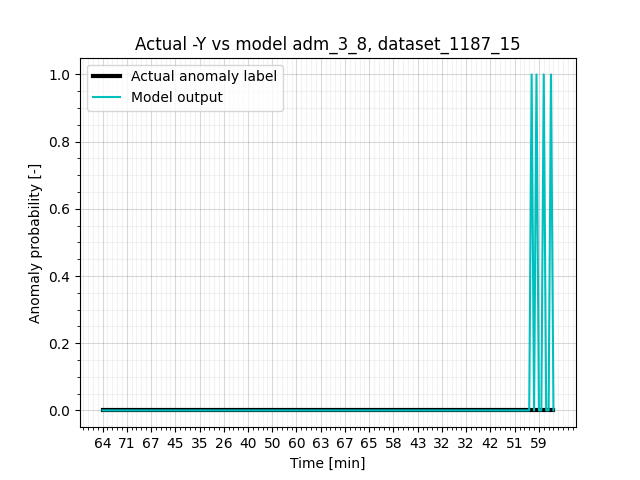 Actual -Y vs model adm_3_8, dataset_1187_15
Actual anomaly label
Model output
1.0
0.8
0.6
0.4
0.2
0.0
Anomaly probability [-]
64 71 67 45 35 26 40 50 60 63 67 65 58 43 32 32 42 51 59
Time [min]